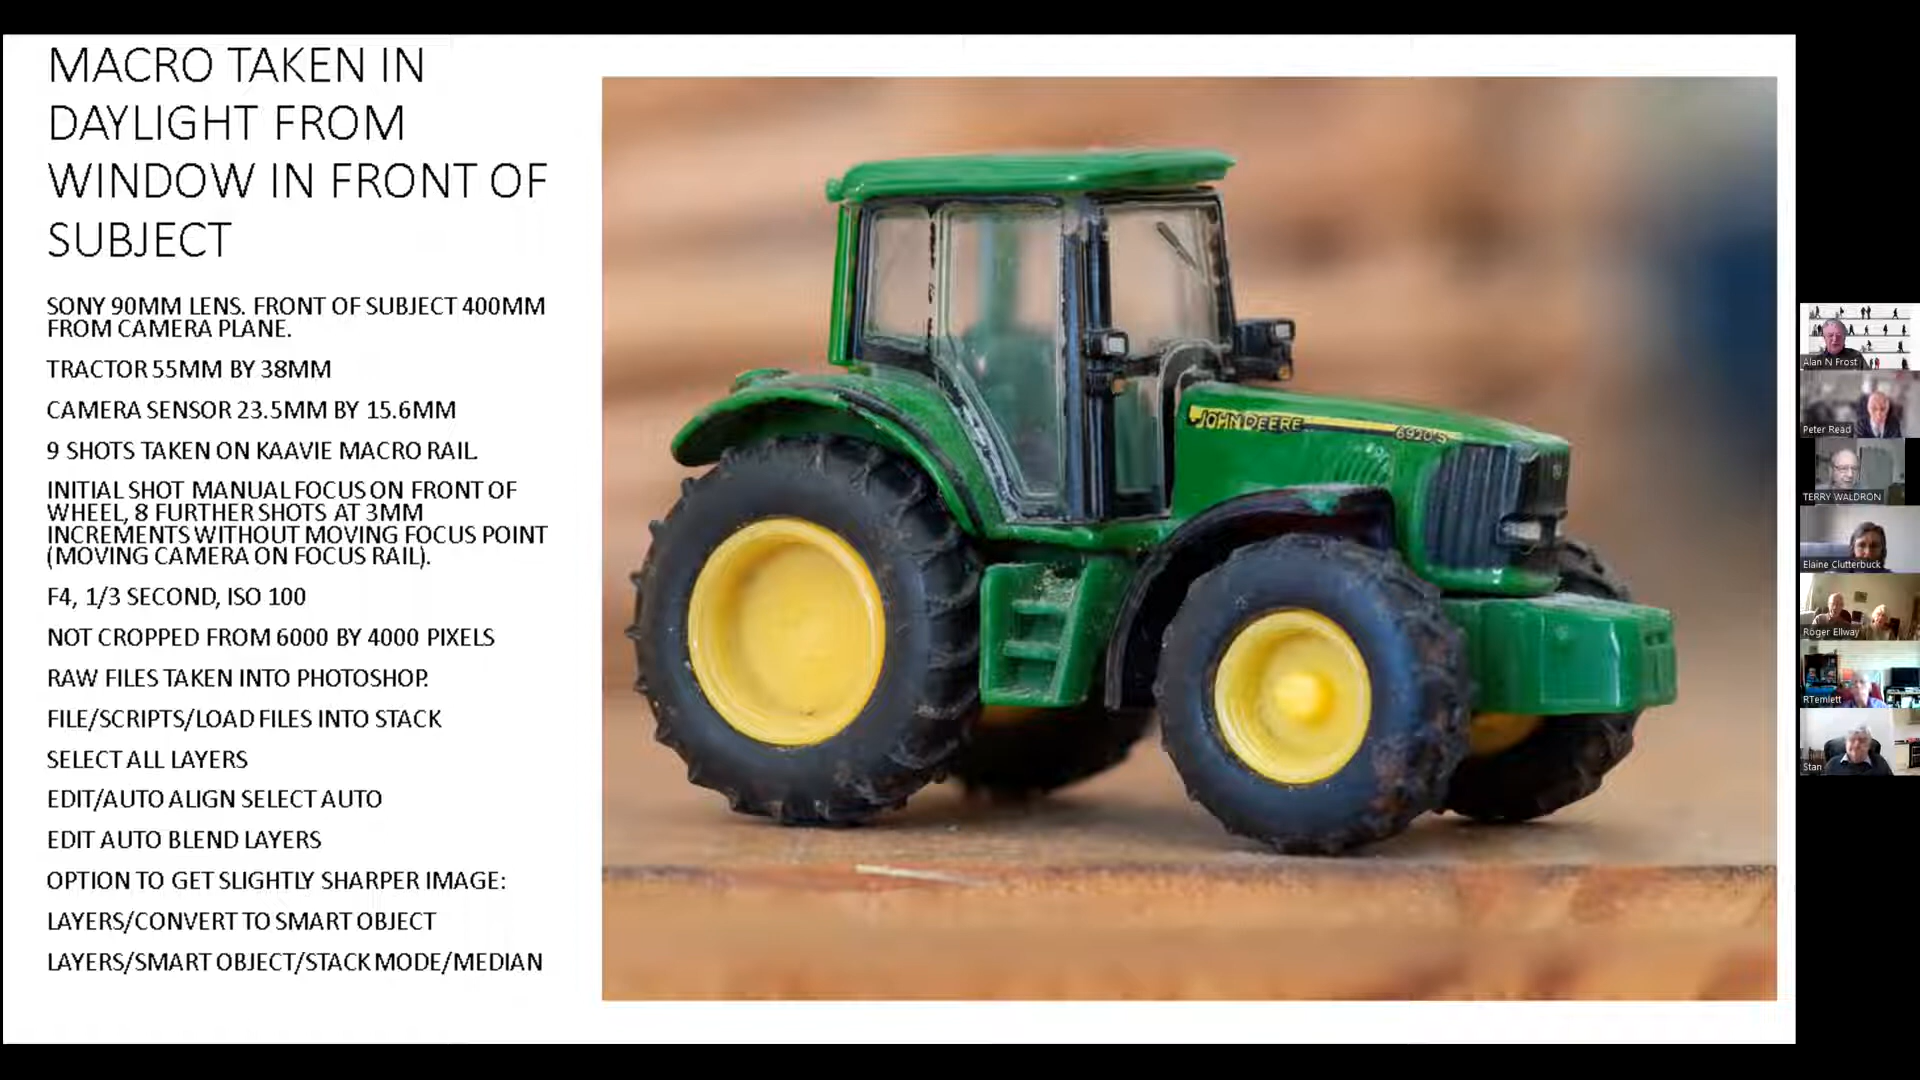 MACRO TAKEN IN
DAYLIGHT FROM
WINDOW IN FRONT OF
SUBJECT
SONY 90MM LENS. FRONT OF SUBJECT 400MM
FROM CAMERA PLANE.
TRACTOR 55MM BY 38MM
CAMERA SENSOR 23.5MM BY 15.6MM
9 SHOTS TAKEN ON KAAVIE MACRO RAIL.
INITIAL SHOT MANUAL FOCUS ON FRONT OF
WHEEL, 8 FURTHER SHOTS AT 3MM
INCREMENTS WITHOUT MOVING FOCUS POINT
(MOVING CAMERA ON FOCUS RAIL).
F4, 1/3 SECOND, ISO 100
NOT CROPPED FROM 6000 BY 4000 PIXELS
RAW FILES TAKEN INTO PHOTOSHOP.
FILE/SCRIPTS/LOAD FILES INTO STACK
SELECT ALL LAYERS
EDIT/AUTO ALIGN SELECT AUTO
EDIT AUTO BLEND LAYERS
OPTION TO GET SLIGHTLY SHARPER IMAGE:
LAYERS/CONVERT TO SMART OBJECT
LAYERS/SMART OBJECT/STACK MODE/MEDIAN
JOHN DEERE
6920 S
Alan N Frost
Peter Read
TERRY WALDRON
Elaine Clutterbuck
Roger Ellway
RTemlett
Stan